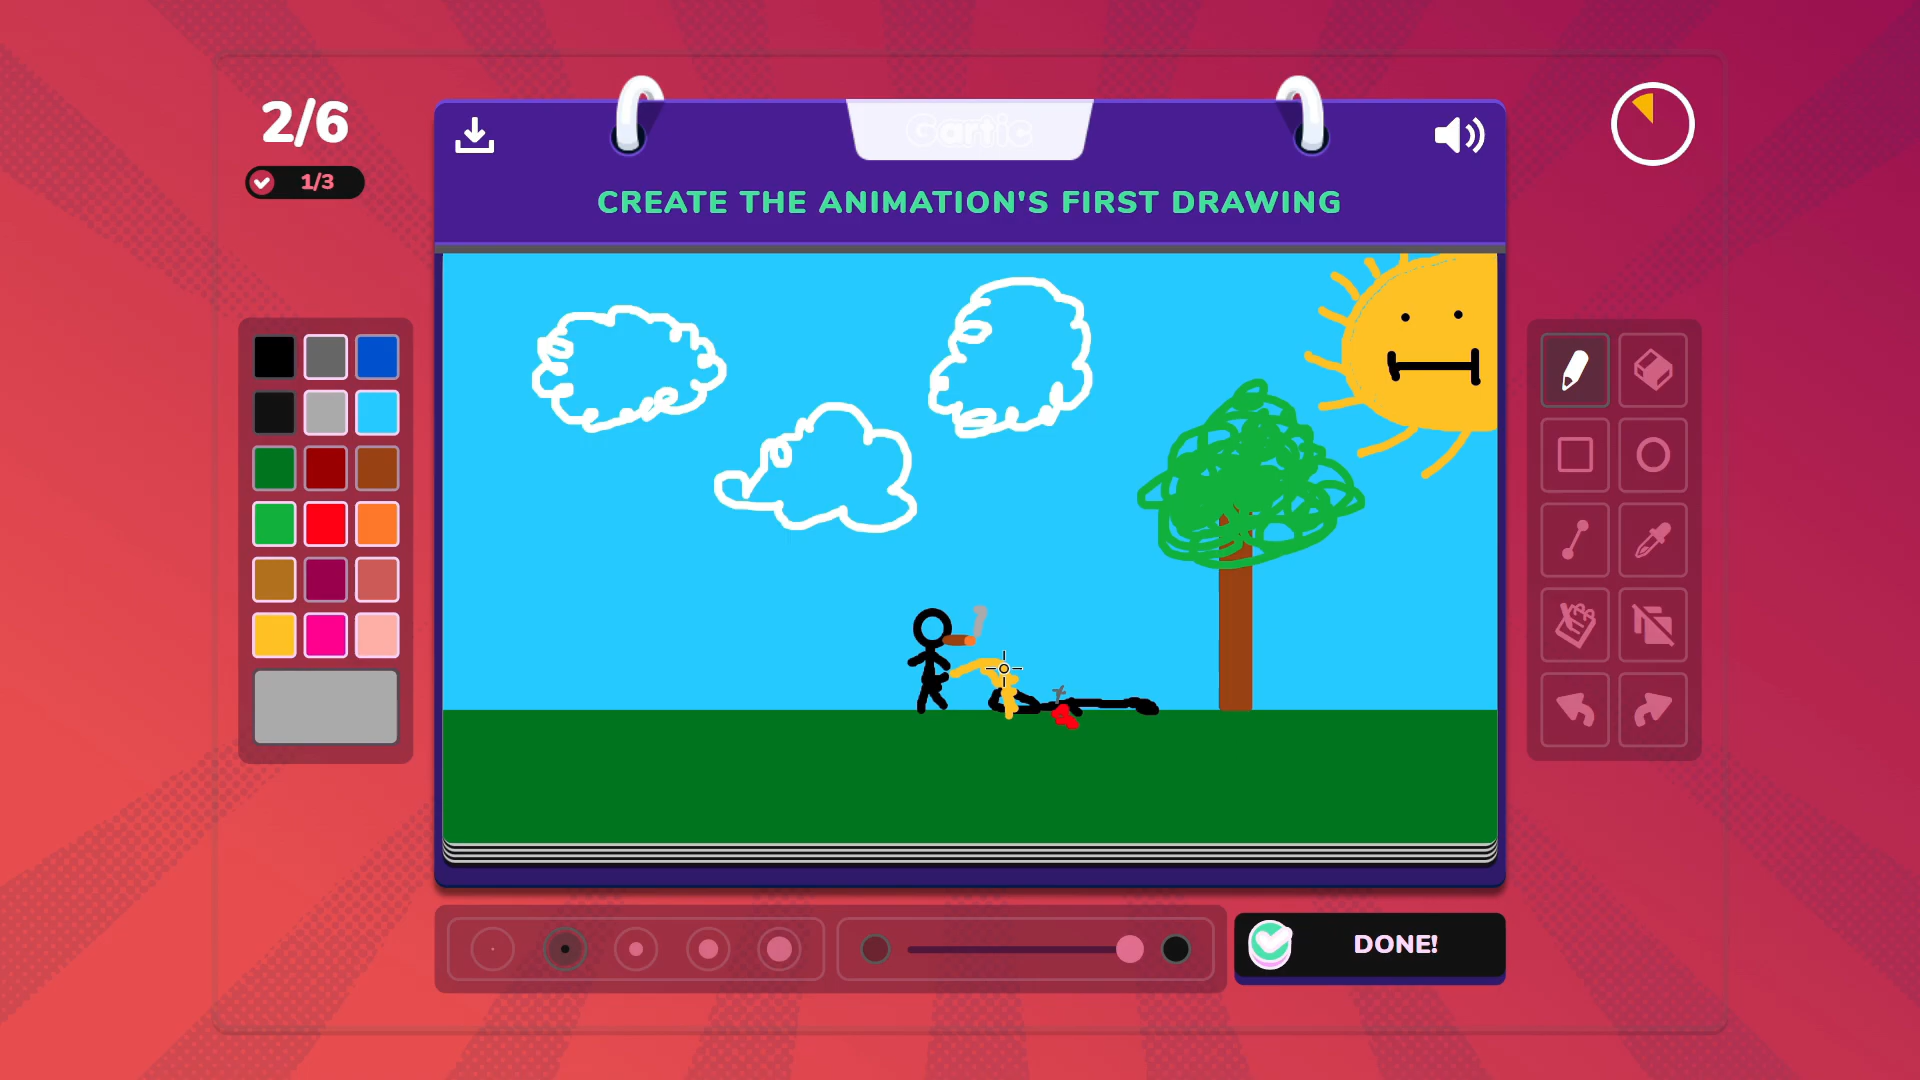 2/6
1/3
Gartic
CREATE THE ANIMATION'S FIRST DRAWING
DONE!